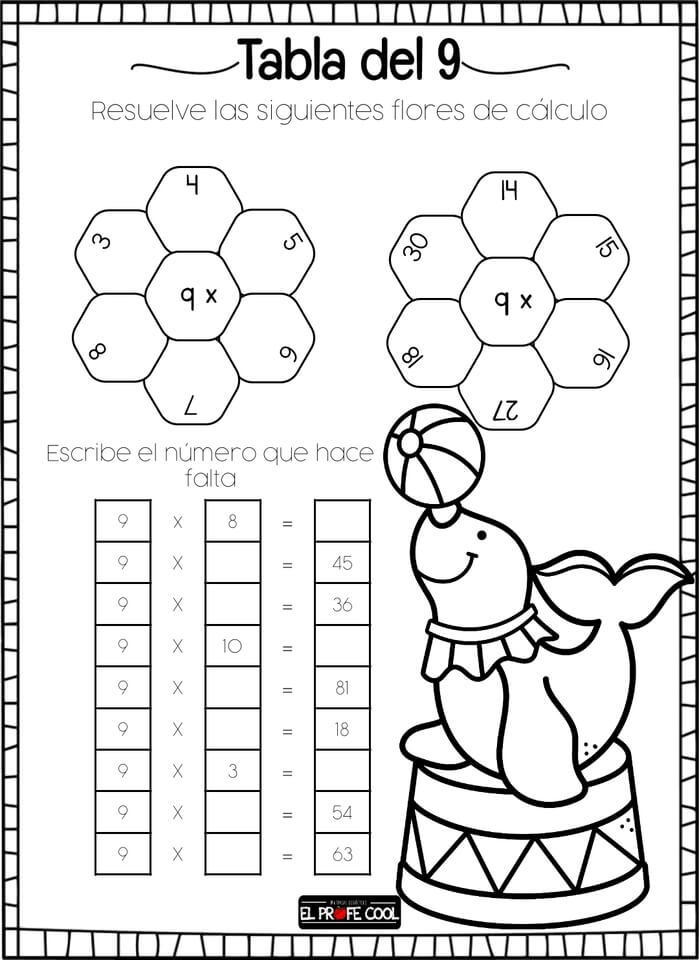 Tabla del 9
Resuelve las siguientes flores de cálculo
4
3
5
9 x
8
6
7
14
30
15
9 x
18
16
27
Escribe el número que hace
falta
9 x 8 =
9 x = 45
9 x = 36
9 x 10 =
9 x = 81
9 x = 18
9 x 3 =
9 x = 54
9 x = 63
EL PROFE COOL